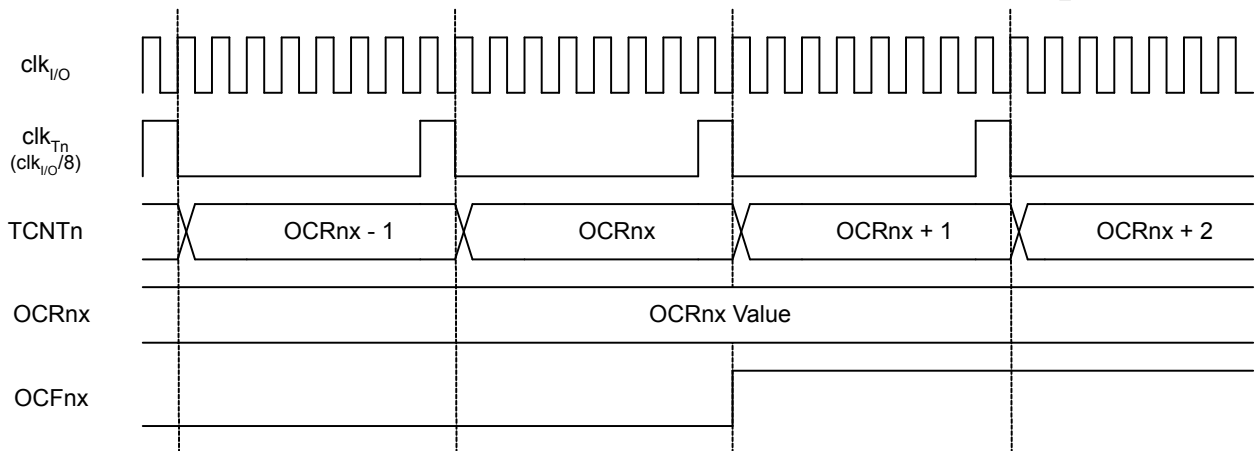 clkI/O
clkTn
(clkI/O/8)
TCNTn OCRnx - 1 OCRnx OCRnx + 1 OCRnx + 2
OCRnx OCRnx Value
OCFnx